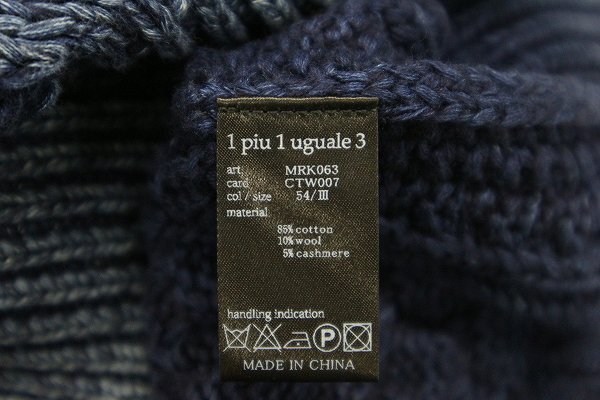 1 piu 1 uguale 3
art. MRK063
card CTW007
col / size 54/III
material
85% cotton
10% wool
5% cashmere
handling indication
P
MADE IN CHINA